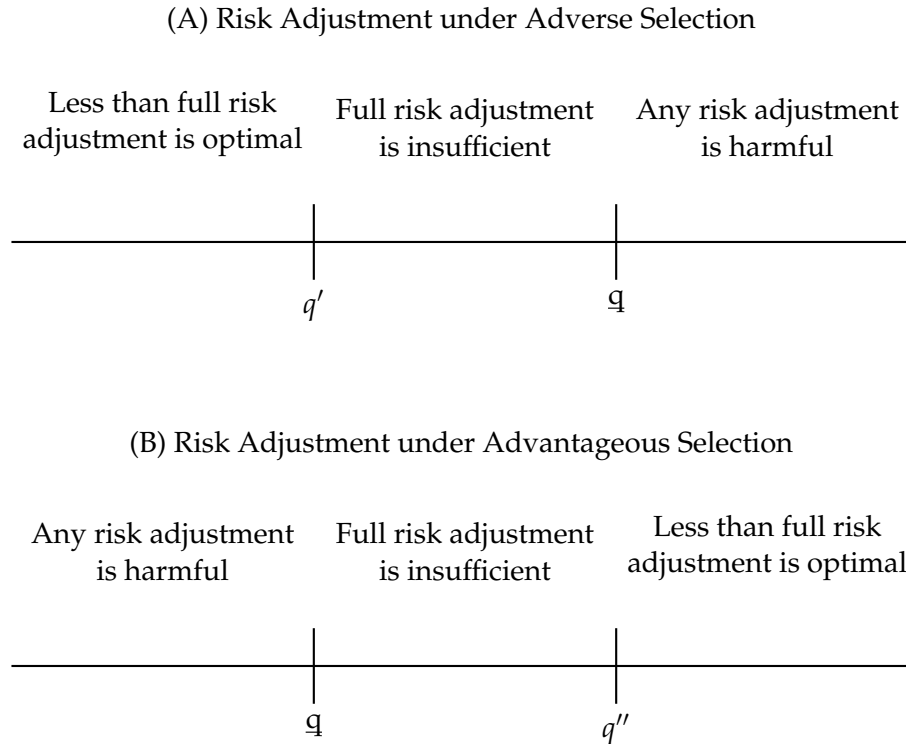 (A) Risk Adjustment under Adverse Selection
Less than full risk
adjustment is optimal
Full risk adjustment
is insufficient
Any risk adjustment
is harmful
q′
q
(B) Risk Adjustment under Advantageous Selection
Any risk adjustment
is harmful
Full risk adjustment
is insufficient
Less than full risk
adjustment is optimal
q
q″